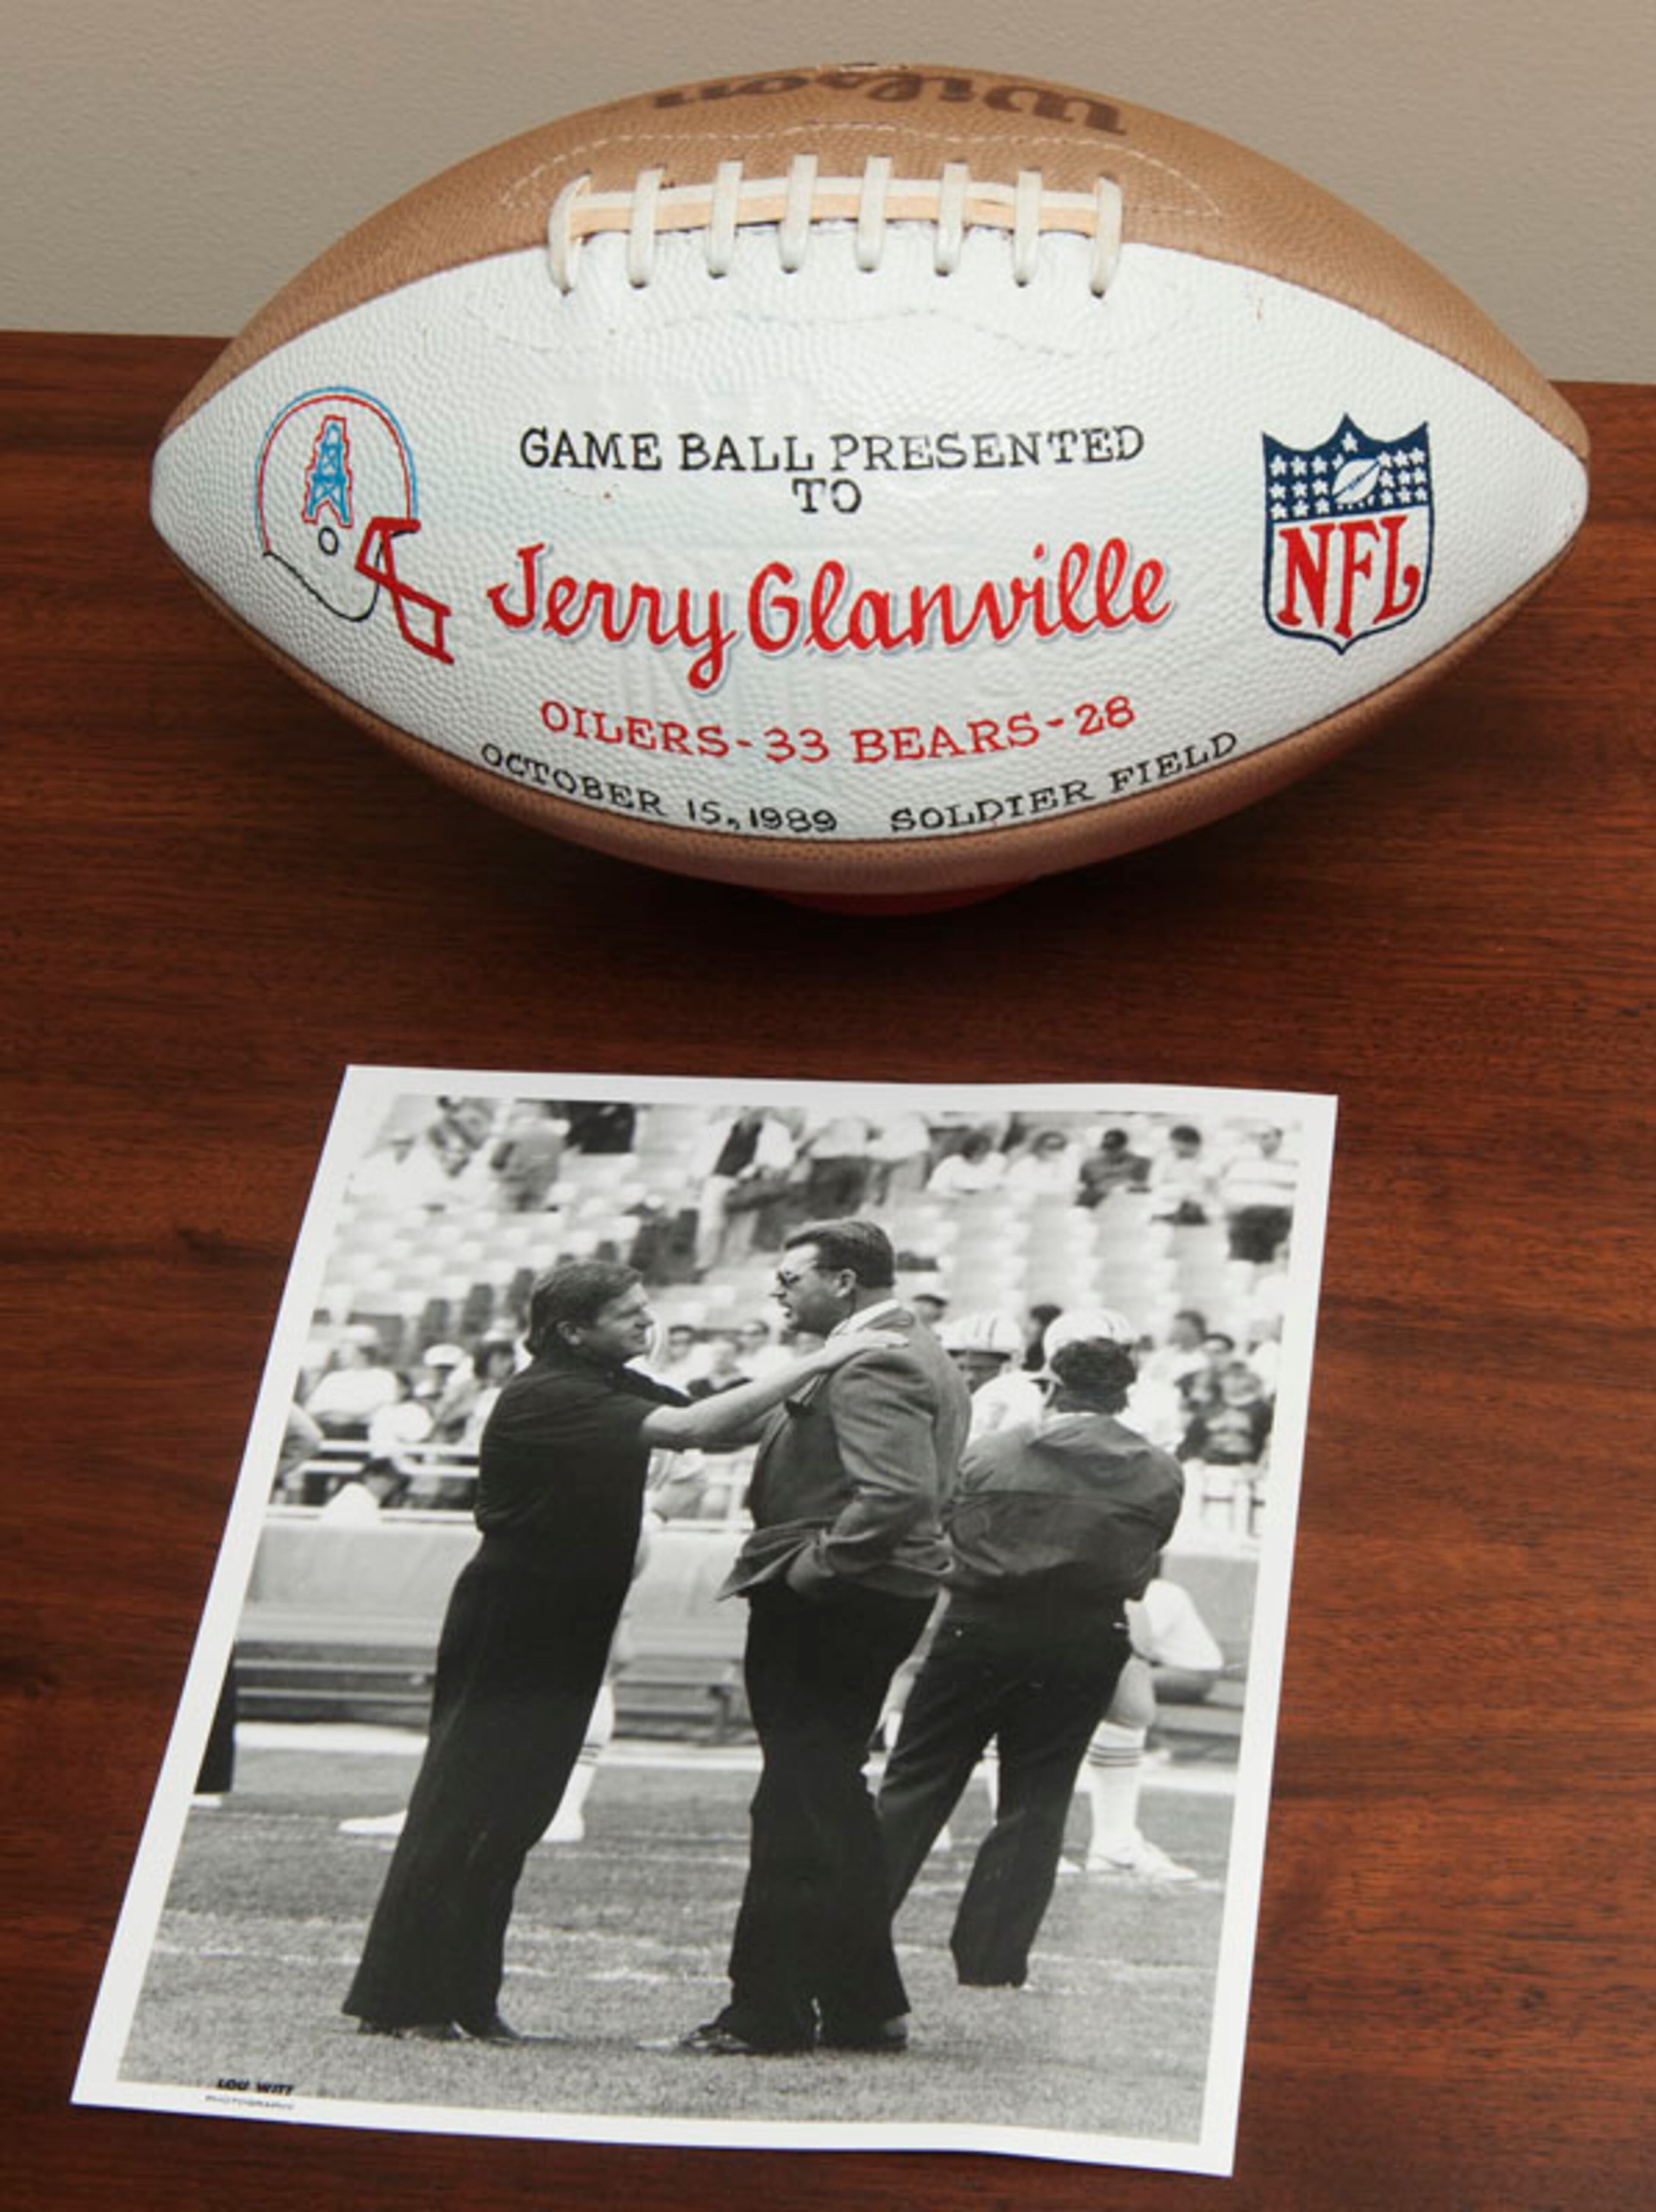 Wilson
GAME BALL PRESENTED
TO
Jerry Glanville
NFL
OILERS-33 BEARS-28
OCTOBER 15, 1989 SOLDIER FIELD
LOU WITT
PHOTOGRAPHY